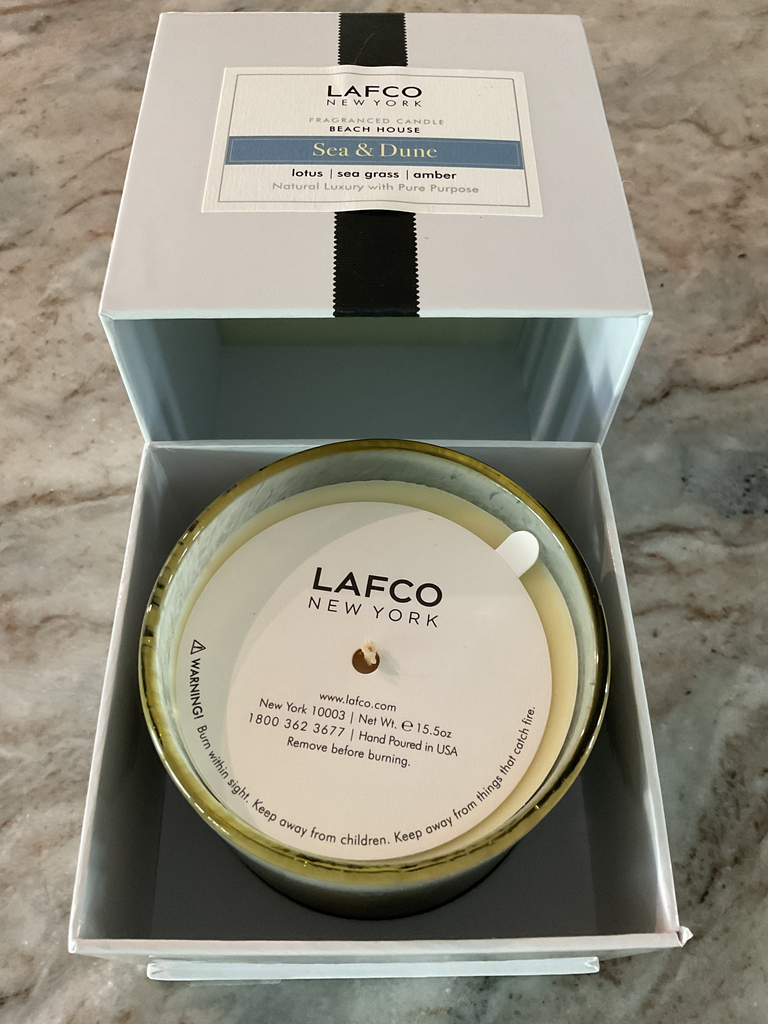 LAFCO
NEW YORK
FRAGRANCED CANDLE
BEACH HOUSE
Sea & Dune
lotus | sea grass | amber
Natural Luxury with Pure Purpose
LAFCO
NEW YORK
www.lafco.com
New York 10003 | Net Wt. ℮ 15.5oz
1800 362 3677 | Hand Poured in USA
Remove before burning.
⚠ WARNING! Burn within sight. Keep away from children. Keep away from things that catch fire.